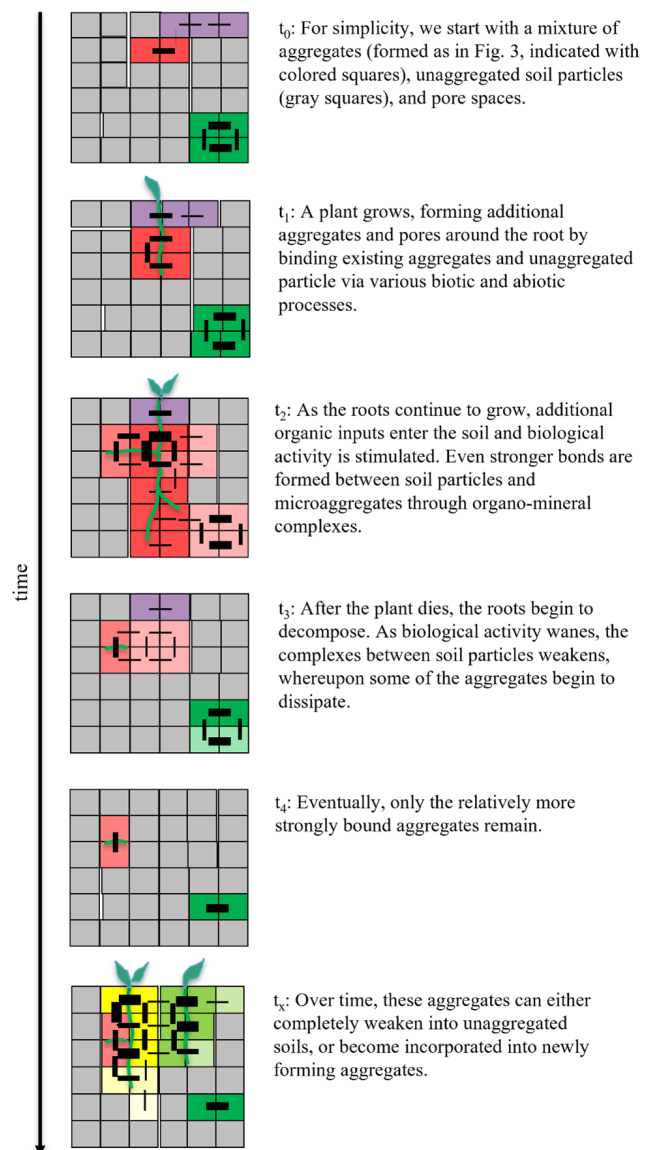 t0: For simplicity, we start with a mixture of
aggregates (formed as in Fig. 3, indicated with
colored squares), unaggregated soil particles
(gray squares), and pore spaces.
t1: A plant grows, forming additional
aggregates and pores around the root by
binding existing aggregates and unaggregated
particle via various biotic and abiotic
processes.
t2: As the roots continue to grow, additional
organic inputs enter the soil and biological
activity is stimulated. Even stronger bonds are
formed between soil particles and
microaggregates through organo-mineral
complexes.
time
t3: After the plant dies, the roots begin to
decompose. As biological activity wanes, the
complexes between soil particles weakens,
whereupon some of the aggregates begin to
dissipate.
t4: Eventually, only the relatively more
strongly bound aggregates remain.
tx: Over time, these aggregates can either
completely weaken into unaggregated
soils, or become incorporated into newly
forming aggregates.